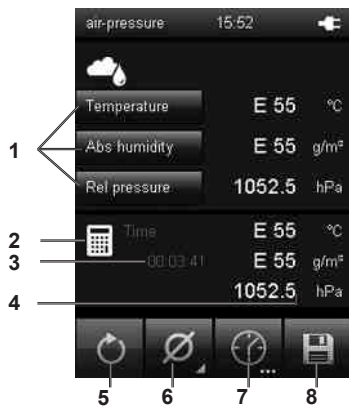 air-pressure 15:52
Temperature E 55 °C
1 Abs humidity E 55 g/m³
Rel pressure 1052.5 hPa
2 Time E 55 °C
3 00:03:41 E 55 g/m³
4 1052.5 hPa
5 6 7 8